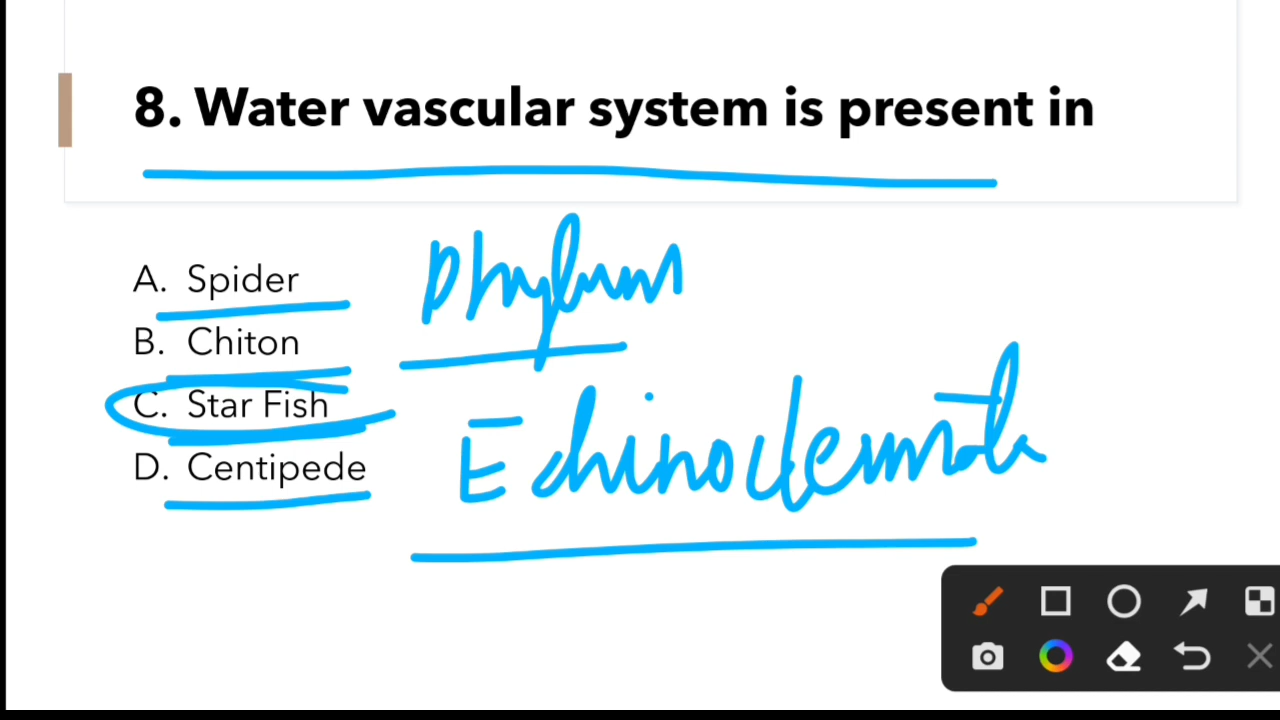 8. Water vascular system is present in
A. Spider
B. Chiton
C. Star Fish
D. Centipede
Phylum
Echinodermata